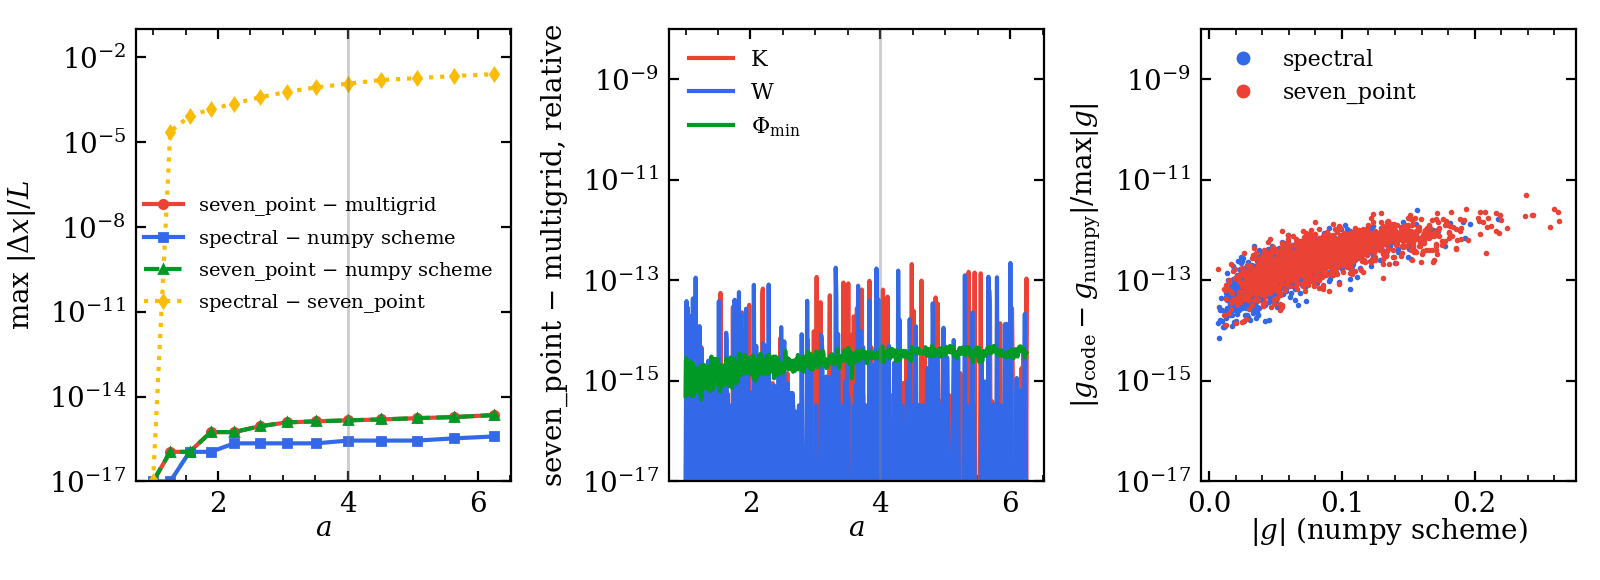 max |Δx|/L
10⁻²
10⁻⁵
10⁻⁸
10⁻¹¹
10⁻¹⁴
10⁻¹⁷
seven_point − multigrid
spectral − numpy scheme
seven_point − numpy scheme
spectral − seven_point
2 4 6
a
seven_point − multigrid, relative
10⁻⁹
10⁻¹¹
10⁻¹³
10⁻¹⁵
10⁻¹⁷
K
W
Φ_min
2 4 6
a
|g_code − g_numpy|/max|g|
10⁻⁹
10⁻¹¹
10⁻¹³
10⁻¹⁵
10⁻¹⁷
spectral
seven_point
0.0 0.1 0.2
|g| (numpy scheme)